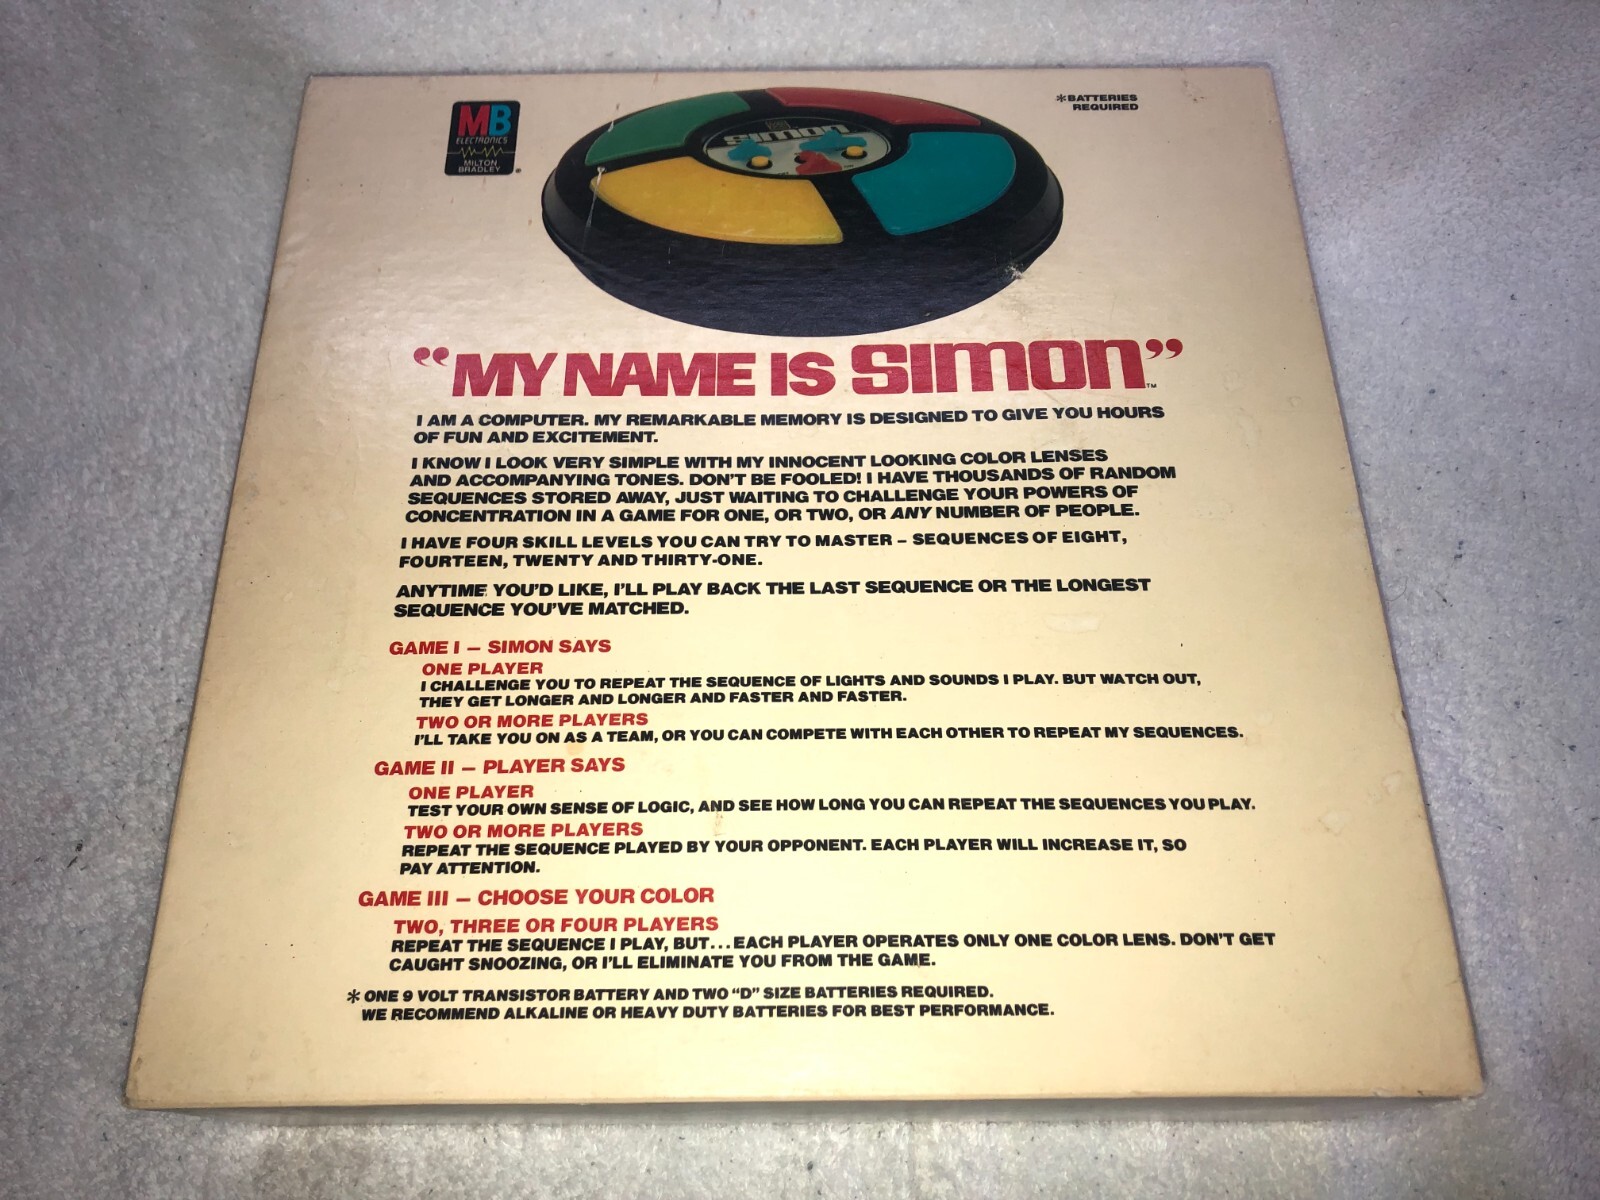 MB
ELECTRONICS
MILTON
BRADLEY
*BATTERIES
REQUIRED
SIMON
"MY NAME IS SIMON"™
I AM A COMPUTER. MY REMARKABLE MEMORY IS DESIGNED TO GIVE YOU HOURS
OF FUN AND EXCITEMENT.
I KNOW I LOOK VERY SIMPLE WITH MY INNOCENT LOOKING COLOR LENSES
AND ACCOMPANYING TONES. DON'T BE FOOLED! I HAVE THOUSANDS OF RANDOM
SEQUENCES STORED AWAY, JUST WAITING TO CHALLENGE YOUR POWERS OF
CONCENTRATION IN A GAME FOR ONE, OR TWO, OR ANY NUMBER OF PEOPLE.
I HAVE FOUR SKILL LEVELS YOU CAN TRY TO MASTER – SEQUENCES OF EIGHT,
FOURTEEN, TWENTY AND THIRTY-ONE.
ANYTIME YOU'D LIKE, I'LL PLAY BACK THE LAST SEQUENCE OR THE LONGEST
SEQUENCE YOU'VE MATCHED.
GAME I – SIMON SAYS
ONE PLAYER
I CHALLENGE YOU TO REPEAT THE SEQUENCE OF LIGHTS AND SOUNDS I PLAY. BUT WATCH OUT,
THEY GET LONGER AND LONGER AND FASTER AND FASTER.
TWO OR MORE PLAYERS
I'LL TAKE YOU ON AS A TEAM, OR YOU CAN COMPETE WITH EACH OTHER TO REPEAT MY SEQUENCES.
GAME II – PLAYER SAYS
ONE PLAYER
TEST YOUR OWN SENSE OF LOGIC, AND SEE HOW LONG YOU CAN REPEAT THE SEQUENCES YOU PLAY.
TWO OR MORE PLAYERS
REPEAT THE SEQUENCE PLAYED BY YOUR OPPONENT. EACH PLAYER WILL INCREASE IT, SO
PAY ATTENTION.
GAME III – CHOOSE YOUR COLOR
TWO, THREE OR FOUR PLAYERS
REPEAT THE SEQUENCE I PLAY, BUT...EACH PLAYER OPERATES ONLY ONE COLOR LENS. DON'T GET
CAUGHT SNOOZING, OR I'LL ELIMINATE YOU FROM THE GAME.
* ONE 9 VOLT TRANSISTOR BATTERY AND TWO "D" SIZE BATTERIES REQUIRED.
WE RECOMMEND ALKALINE OR HEAVY DUTY BATTERIES FOR BEST PERFORMANCE.